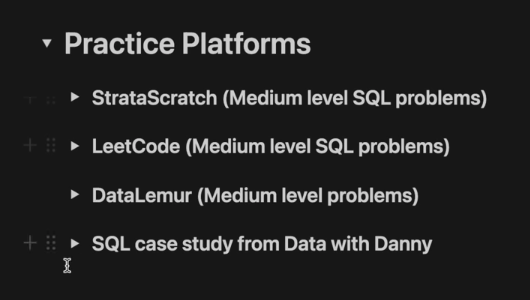 Practice Platforms
StrataScratch (Medium level SQL problems)
LeetCode (Medium level SQL problems)
DataLemur (Medium level problems)
SQL case study from Data with Danny